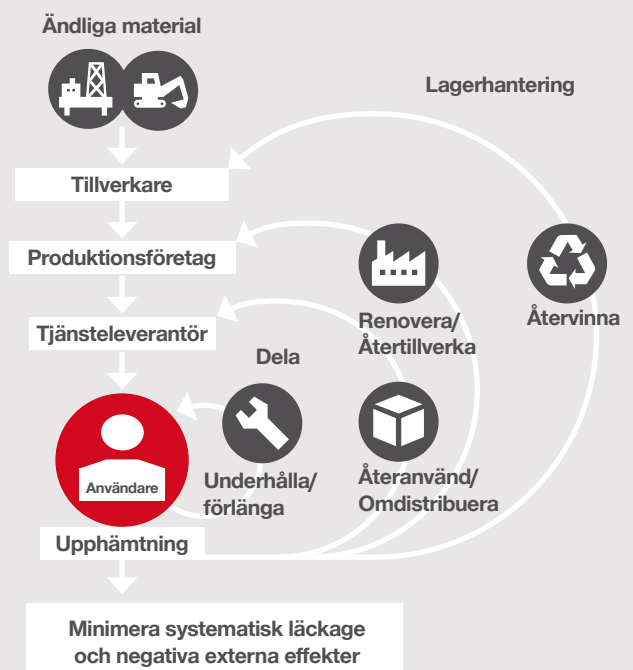 Ändliga material
Lagerhantering
Tillverkare
Produktionsföretag
Tjänsteleverantör
Renovera/
Återtillverka
Återvinna
Dela
Användare
Underhålla/
förlänga
Återanvänd/
Omdistribuera
Upphämtning
Minimera systematisk läckage
och negativa externa effekter